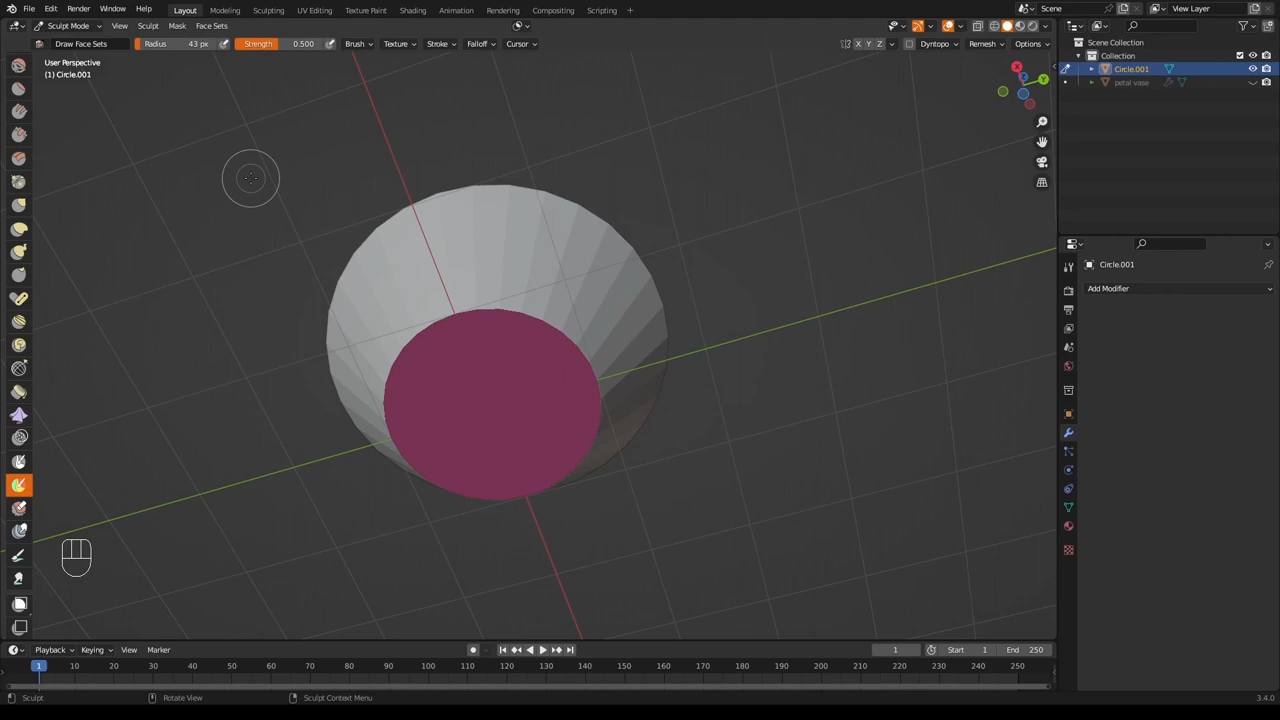 File Edit Render Window Help Layout Modeling Sculpting UV Editing Texture Paint Shading Animation Rendering Compositing Scripting Scene View Layer
Sculpt Mode View Sculpt Mask Face Sets
Draw Face Sets Radius 43 px Strength 0.500 Brush Texture Stroke Falloff Cursor X Y Z Dyntopo Remesh Options
Scene Collection
Collection
Circle.001
petal vase
User Perspective
(1) Circle.001
X
Y
Z
Circle.001
Add Modifier
Playback Keying View Marker 1 Start 1 End 250
1 10 20 30 40 50 60 70 80 90 100 110 120 130 140 150 160 170 180 190 200 210 220 230 240 250
Sculpt Rotate View Sculpt Context Menu 3.4.0